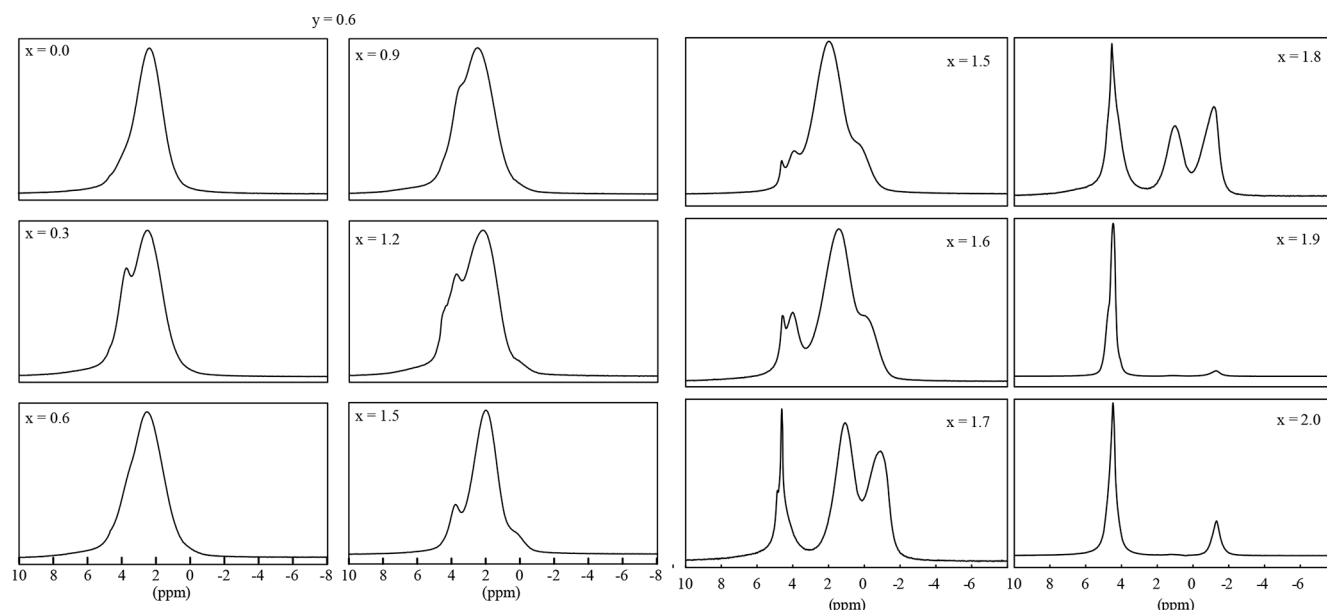 y = 0.6
x = 0.0
x = 0.9
x = 1.5
x = 1.8
x = 0.3
x = 1.2
x = 1.6
x = 1.9
x = 0.6
x = 1.5
x = 1.7
x = 2.0
10 8 6 4 2 0 -2 -4 -6 -8
10 8 6 4 2 0 -2 -4 -6 -8
10 8 6 4 2 0 -2 -4 -6 -8
10 8 6 4 2 0 -2 -4 -6
(ppm)
(ppm)
(ppm)
(ppm)